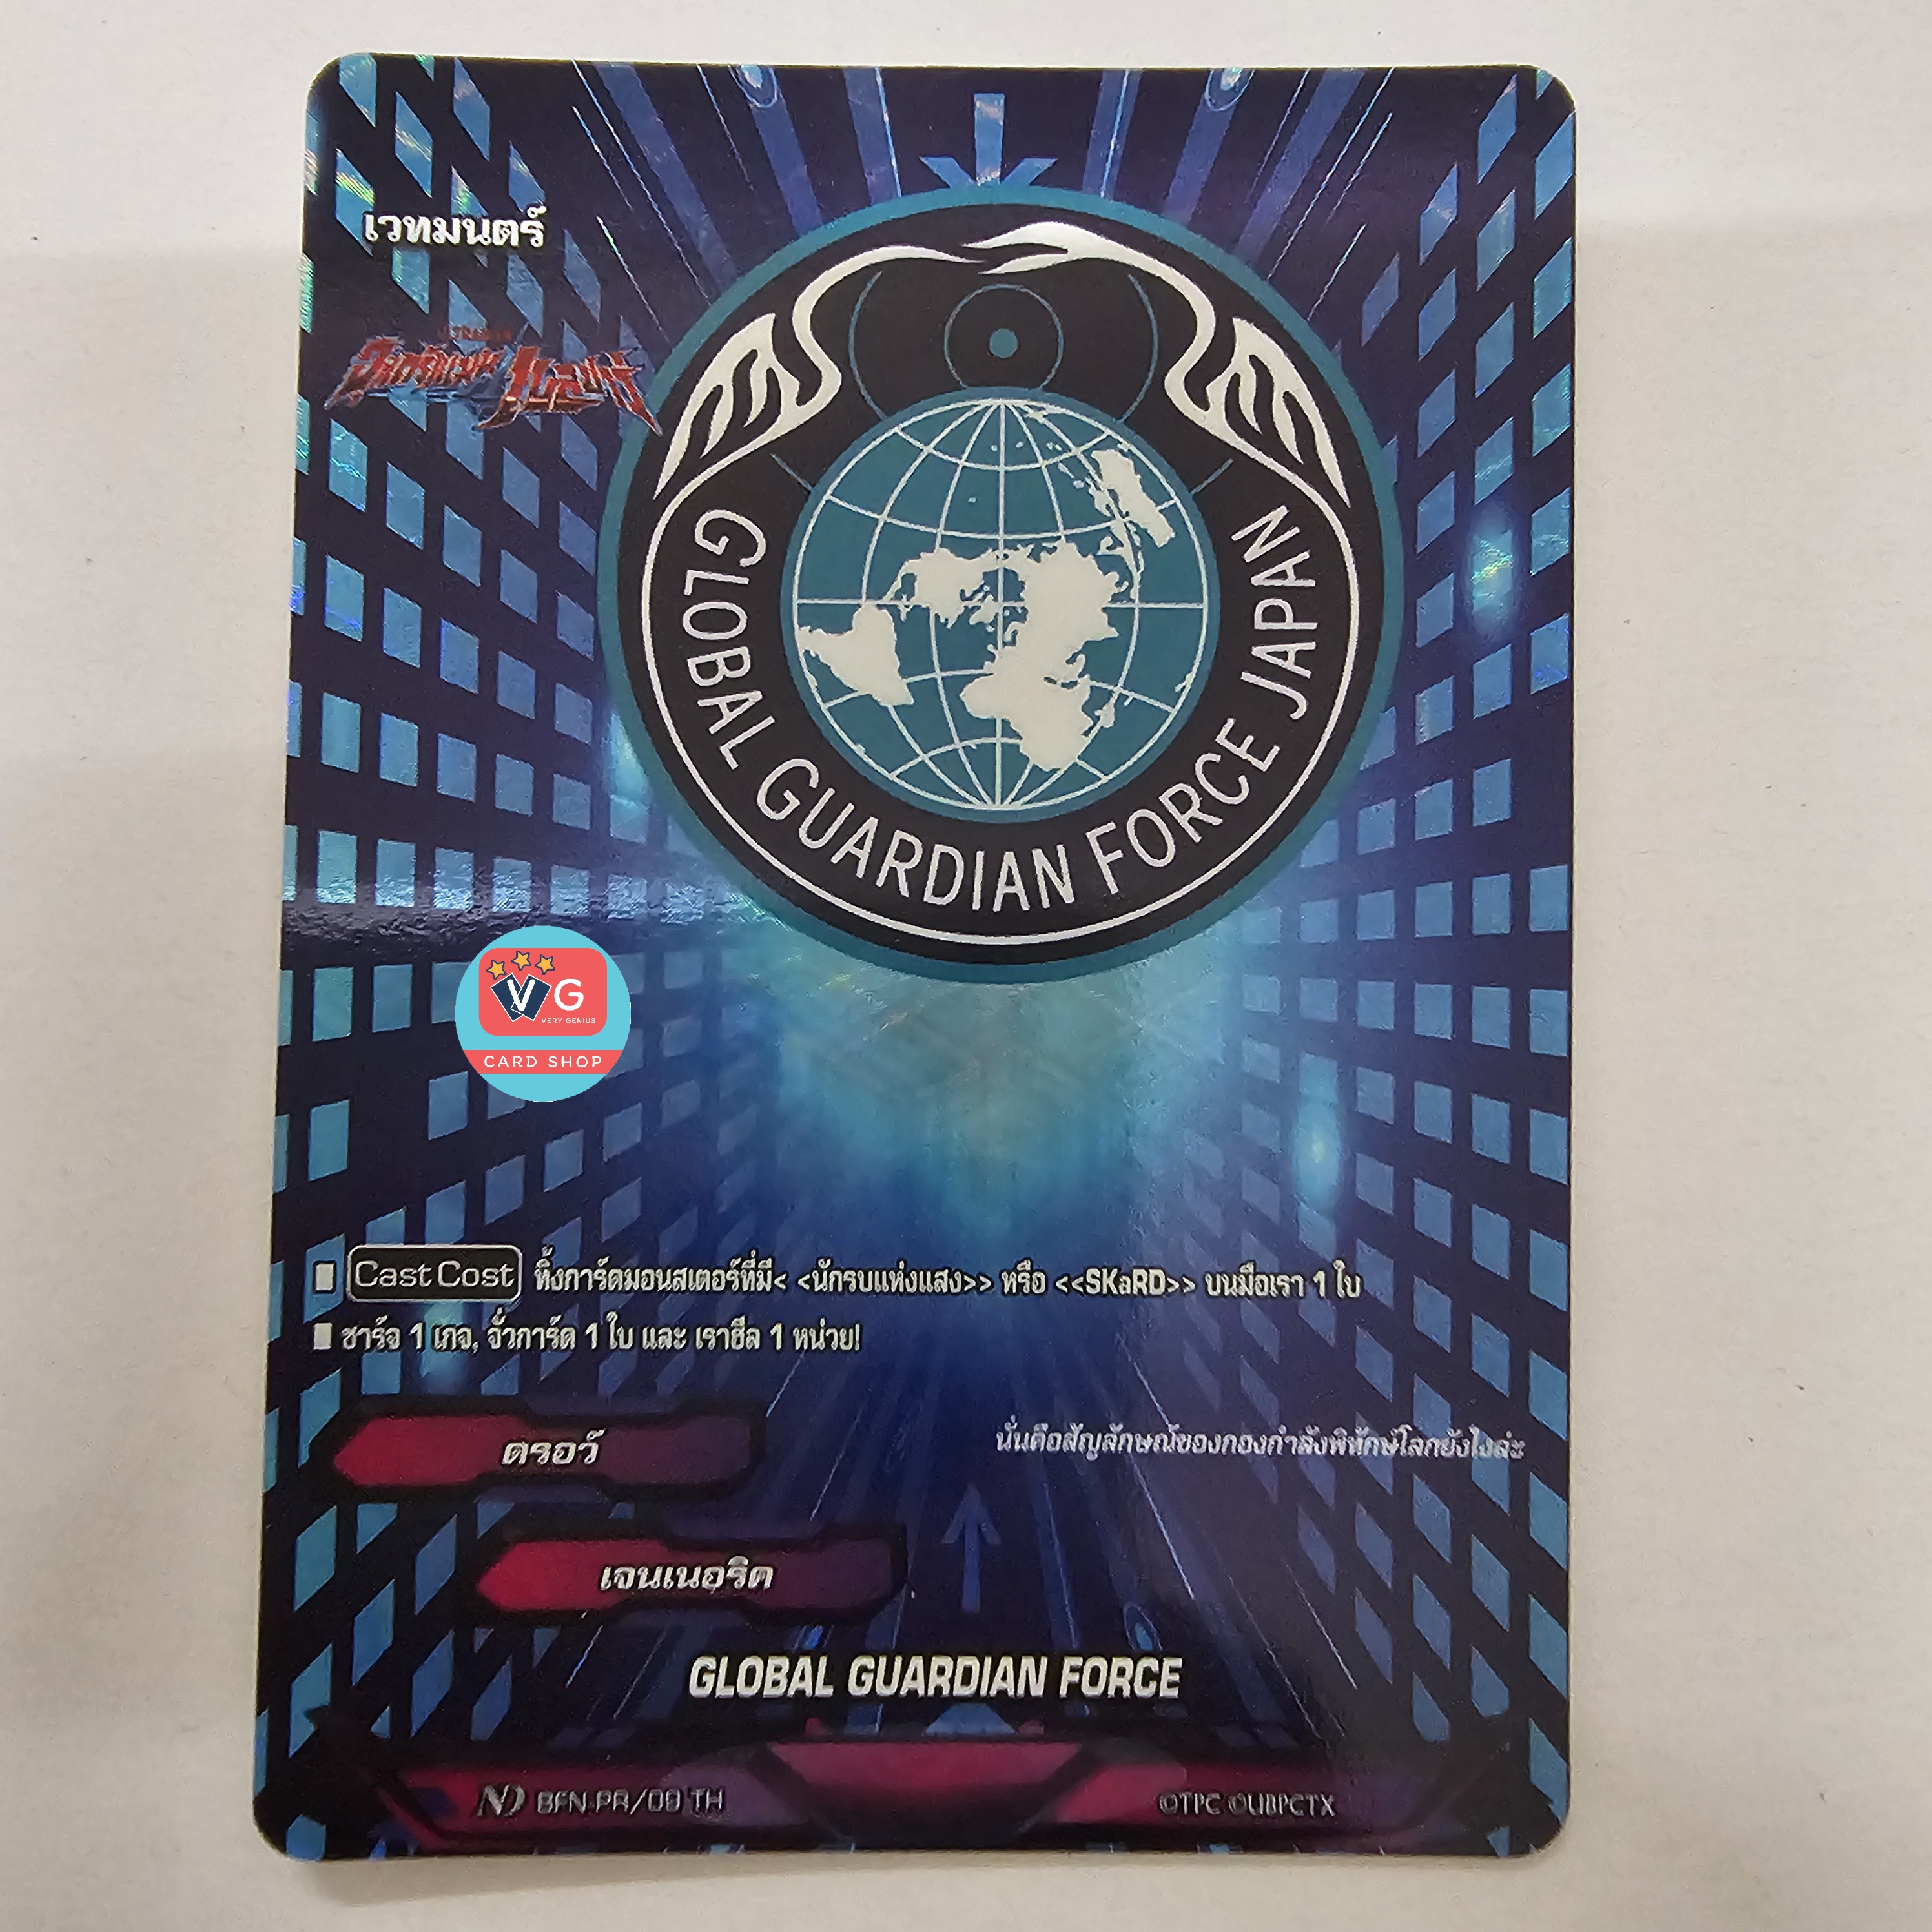 เวทมนตร์
GLOBAL GUARDIAN FORCE JAPAN
VG
VERY GENIUS
CARD SHOP
Cast Cost ทิ้งการ์ดมอนสเตอร์ที่มี< <นักรบแห่งแสง>> หรือ <<SKaRD>> บนมือเรา 1 ใบ
ชาร์จ 1 เกจ, จั่วการ์ด 1 ใบ และ เราฮีล 1 หน่วย!
ดรอว์
นั่นคือสัญลักษณ์ของกองกำลังพิทักษ์โลกยังไงล่ะ
เจนเนอริค
GLOBAL GUARDIAN FORCE
ND TH
©TPC ©UBPCTX